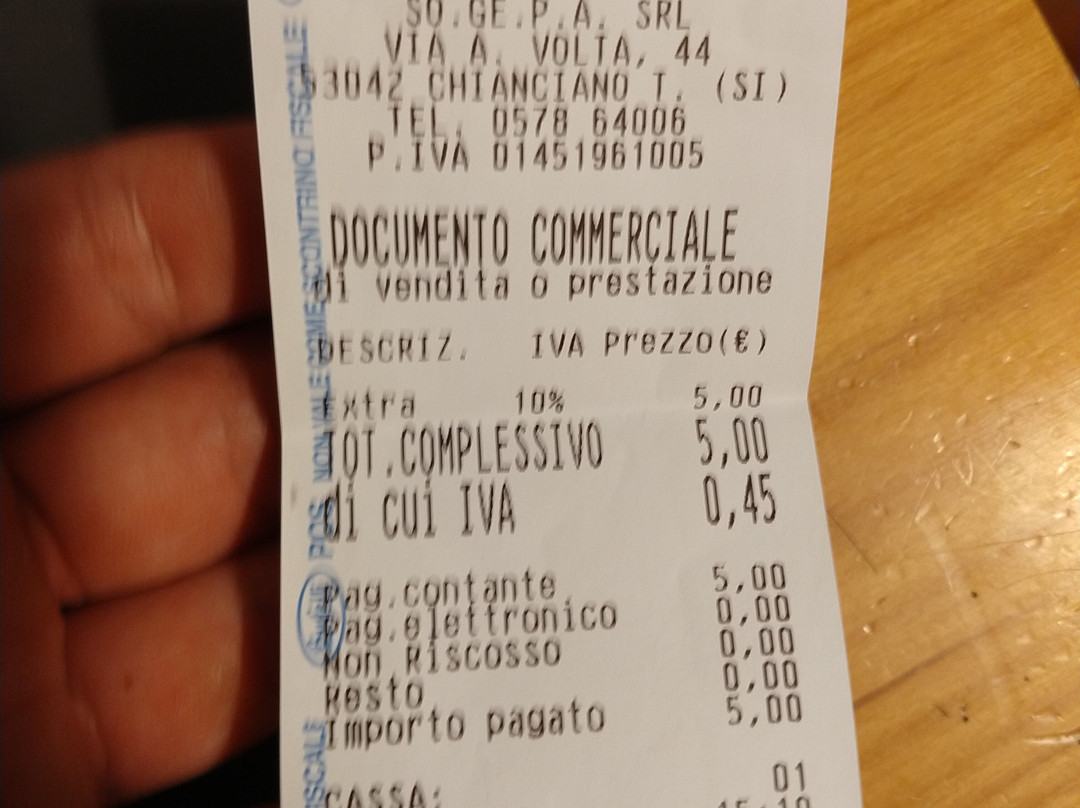 SO.GE.P.A. SRL
VIA A. VOLTA, 44
53042 CHIANCIANO T. (SI)
TEL. 0578 64006
P.IVA 01451961005
DOCUMENTO COMMERCIALE
di vendita o prestazione
DESCRIZ. IVA Prezzo(€)
Extra 10% 5,00
TOT.COMPLESSIVO 5,00
di cui IVA 0,45
Pag.contante 5,00
Pag.elettronico 0,00
Non Riscosso 0,00
Resto 0,00
Importo pagato 5,00
CASSA: 01
POS NON VALE COME SCONTRINO FISCALE
FISCALE